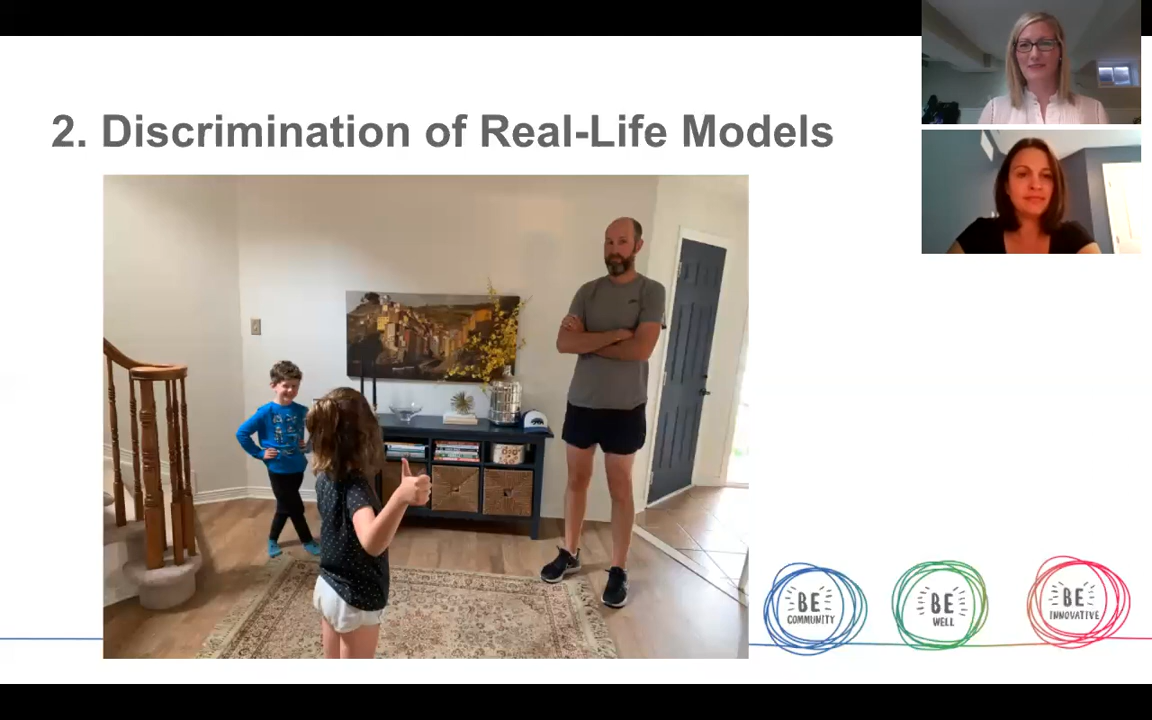 2. Discrimination of Real-Life Models
BE
COMMUNITY
BE
WELL
BE
INNOVATIVE